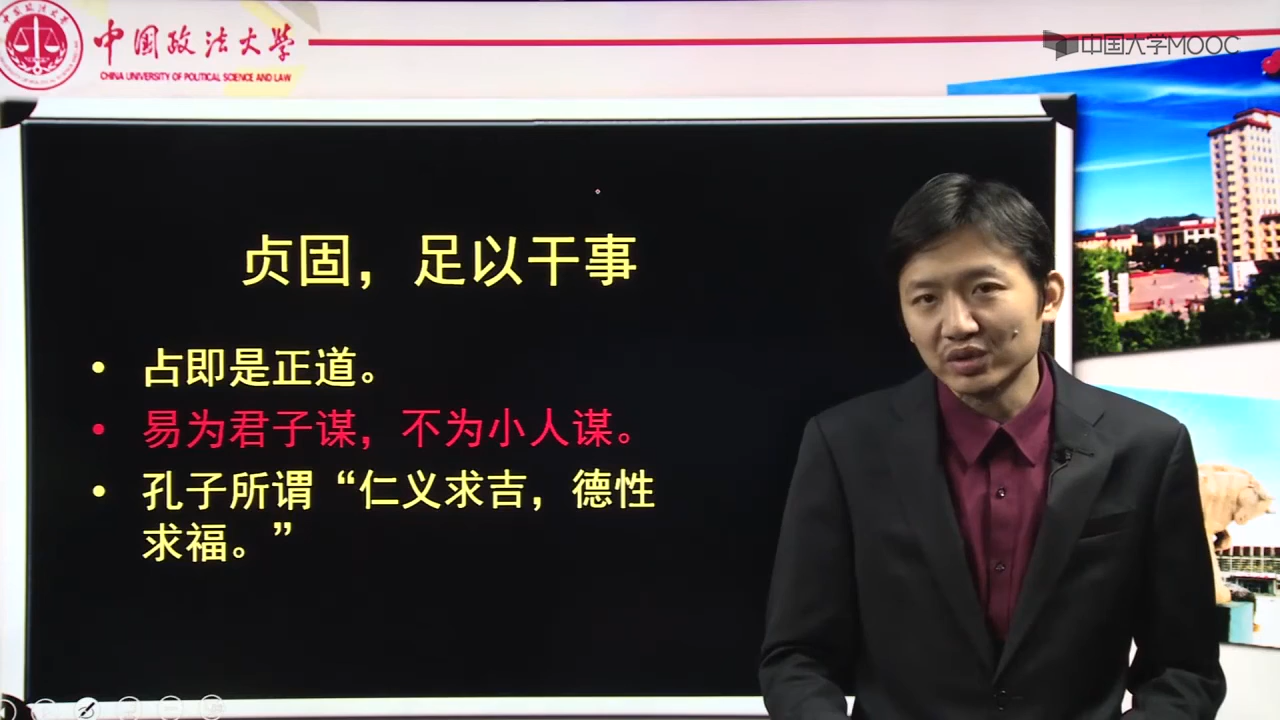 中国政法大学
CHINA UNIVERSITY OF POLITICAL SCIENCE AND LAW
中国大学MOOC
贞固，足以干事
• 占即是正道。
• 易为君子谋，不为小人谋。
• 孔子所谓“仁义求吉，德性
求福。”